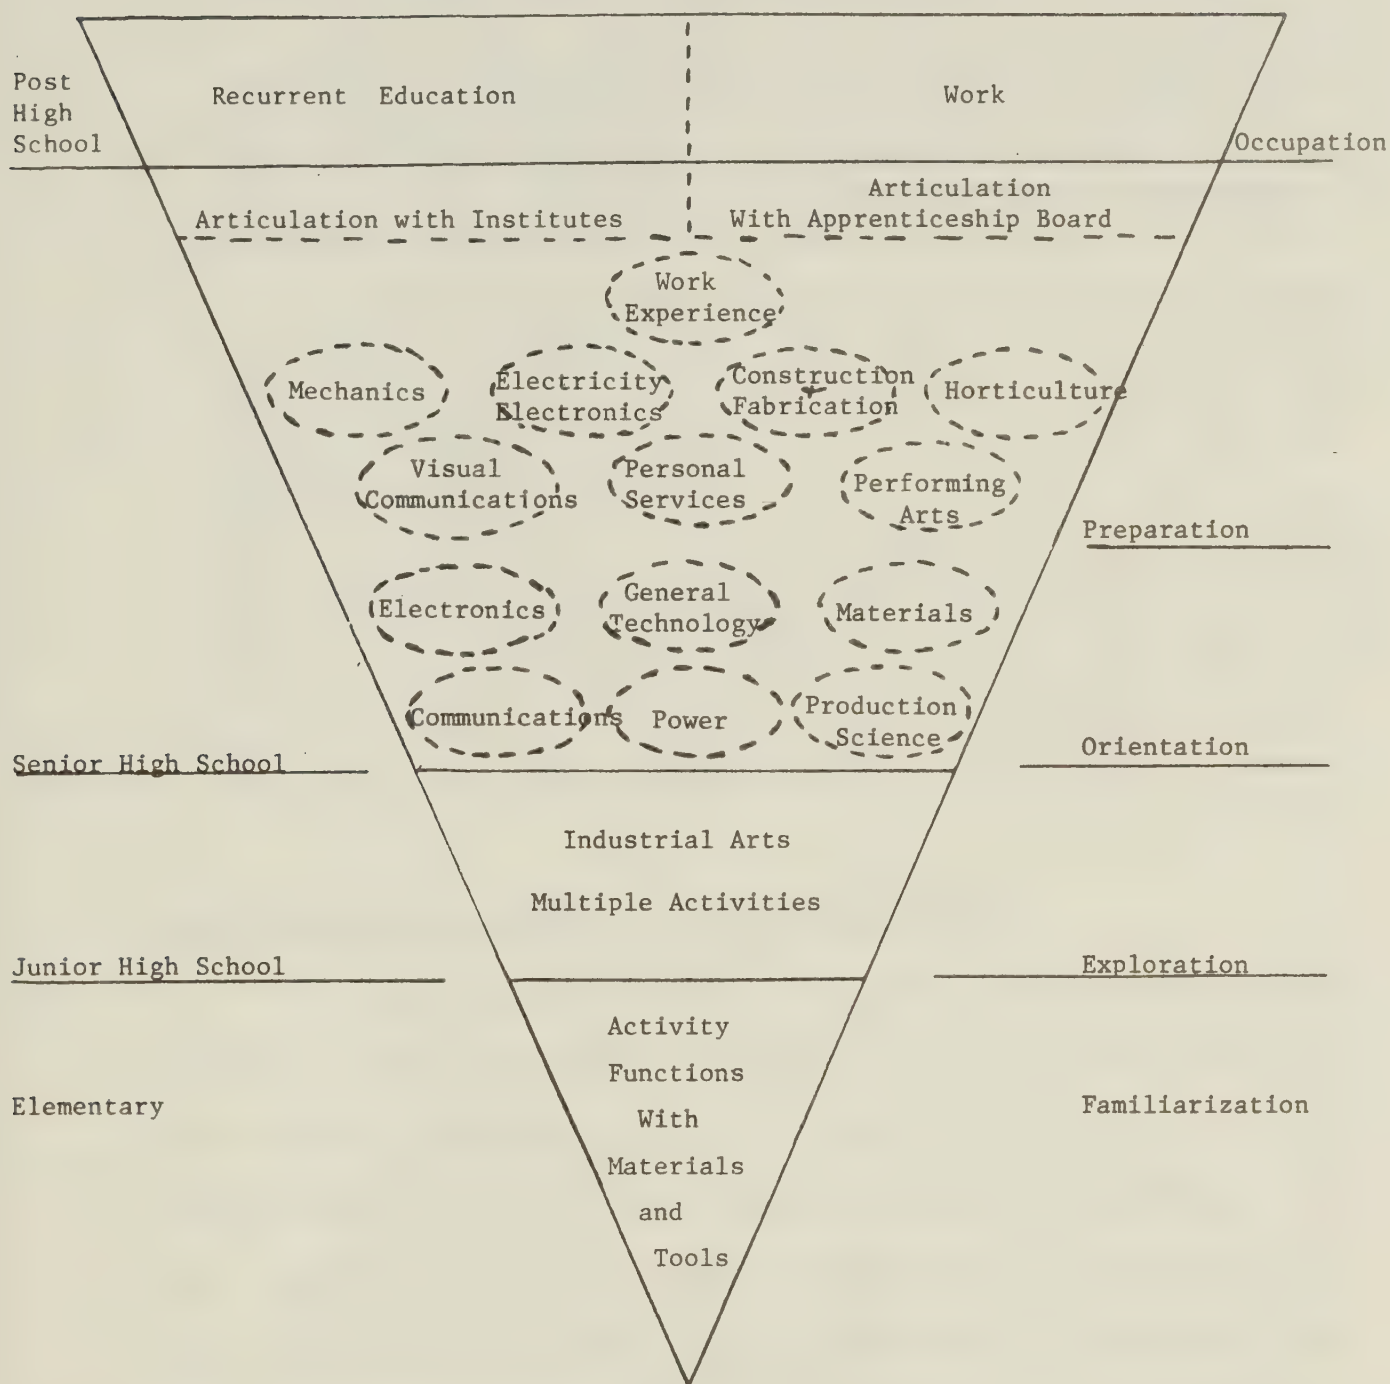 Post
High
School
Recurrent Education
Work
Occupation
Articulation with Institutes
Articulation
With Apprenticeship Board
Work
Experience
Mechanics
Electricity
Electronics
Construction
+
Fabrication
Horticulture
Visual
Communications
Personal
Services
Performing
Arts
Preparation
Electronics
General
Technology
Materials
Communications
Power
Production
Science
Senior High School
Orientation
Industrial Arts
Multiple Activities
Junior High School
Exploration
Activity
Functions
With
Materials
and
Tools
Elementary
Familiarization